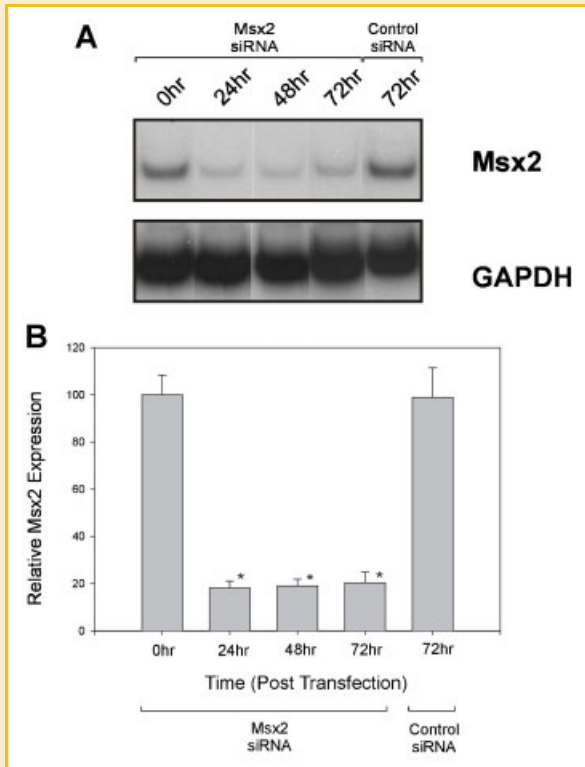 A
Msx2 siRNA
Control siRNA
0hr 24hr 48hr 72hr 72hr
Msx2
GAPDH
B
Relative Msx2 Expression
120
100
80
60
40
20
0
* * *
0hr 24hr 48hr 72hr 72hr
Time (Post Transfection)
Msx2 siRNA
Control siRNA